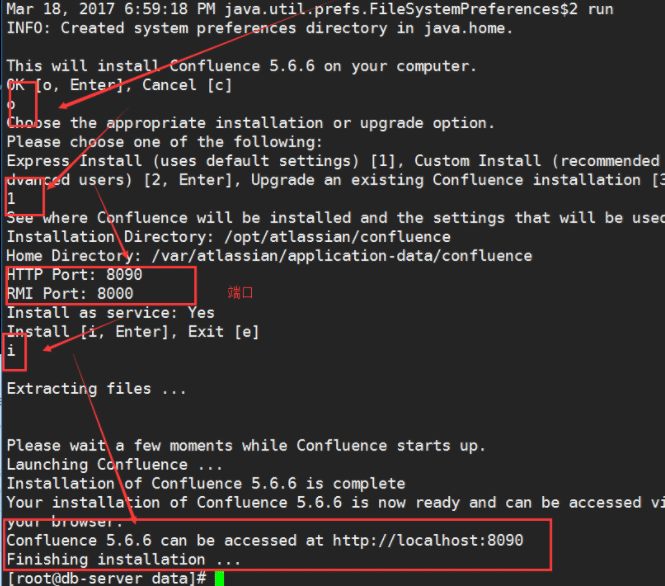 Mar 18, 2017 6:59:18 PM java.util.prefs.FileSystemPreferences$2 run
INFO: Created system preferences directory in java.home.
This will install Confluence 5.6.6 on your computer.
OK [o, Enter], Cancel [c]
o
Choose the appropriate installation or upgrade option.
Please choose one of the following:
Express Install (uses default settings) [1], Custom Install (recommended
dvanced users) [2, Enter], Upgrade an existing Confluence installation [3
1
See where Confluence will be installed and the settings that will be used
Installation Directory: /opt/atlassian/confluence
Home Directory: /var/atlassian/application-data/confluence
HTTP Port: 8090
RMI Port: 8000 端口
Install as service: Yes
Install [i, Enter], Exit [e]
i
Extracting files ...
Please wait a few moments while Confluence starts up.
Launching Confluence ...
Installation of Confluence 5.6.6 is complete
Your installation of Confluence 5.6.6 is now ready and can be accessed vi
your browser.
Confluence 5.6.6 can be accessed at http://localhost:8090
Finishing installation ...
[root@db-server data]#